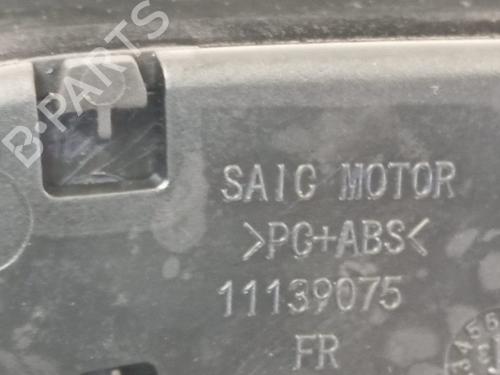 B-PARTS
SAIC MOTOR
>PC+ABS<
11139075
FR